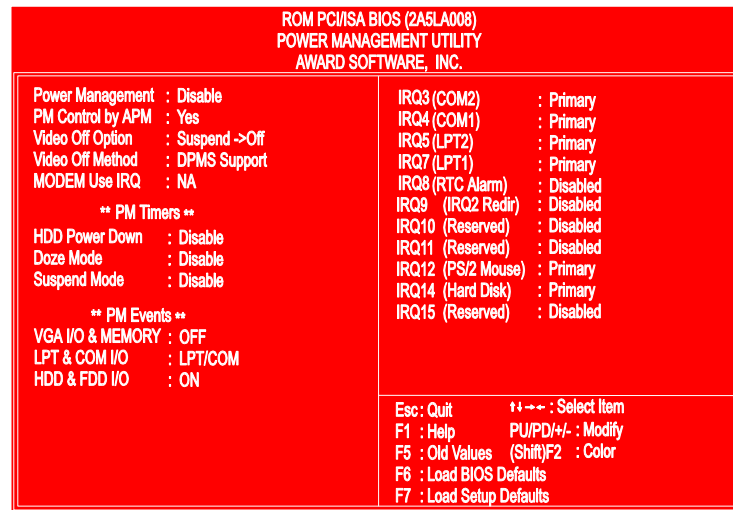 ROM PCI/ISA BIOS (2A5LA008)
POWER MANAGEMENT UTILITY
AWARD SOFTWARE, INC.
Power Management : Disable
PM Control by APM : Yes
Video Off Option : Suspend ->Off
Video Off Method : DPMS Support
MODEM Use IRQ : NA
** PM Timers **
HDD Power Down : Disable
Doze Mode : Disable
Suspend Mode : Disable
** PM Events **
VGA I/O & MEMORY : OFF
LPT & COM I/O : LPT/COM
HDD & FDD I/O : ON
IRQ3 (COM2) : Primary
IRQ4 (COM1) : Primary
IRQ5 (LPT2) : Primary
IRQ7 (LPT1) : Primary
IRQ8 (RTC Alarm) : Disabled
IRQ9 (IRQ2 Redir) : Disabled
IRQ10 (Reserved) : Disabled
IRQ11 (Reserved) : Disabled
IRQ12 (PS/2 Mouse) : Primary
IRQ14 (Hard Disk) : Primary
IRQ15 (Reserved) : Disabled
Esc : Quit ↑↓→← : Select Item
F1 : Help PU/PD/+/- : Modify
F5 : Old Values (Shift)F2 : Color
F6 : Load BIOS Defaults
F7 : Load Setup Defaults